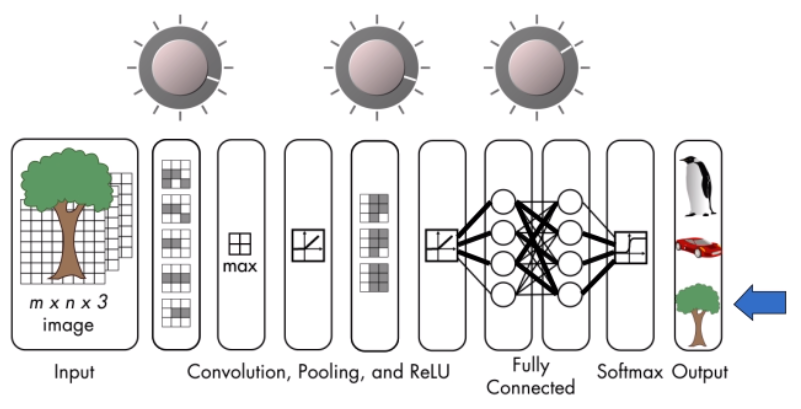 max
m x n x 3
image
Input
Convolution, Pooling, and ReLU
Fully
Connected
Softmax
Output